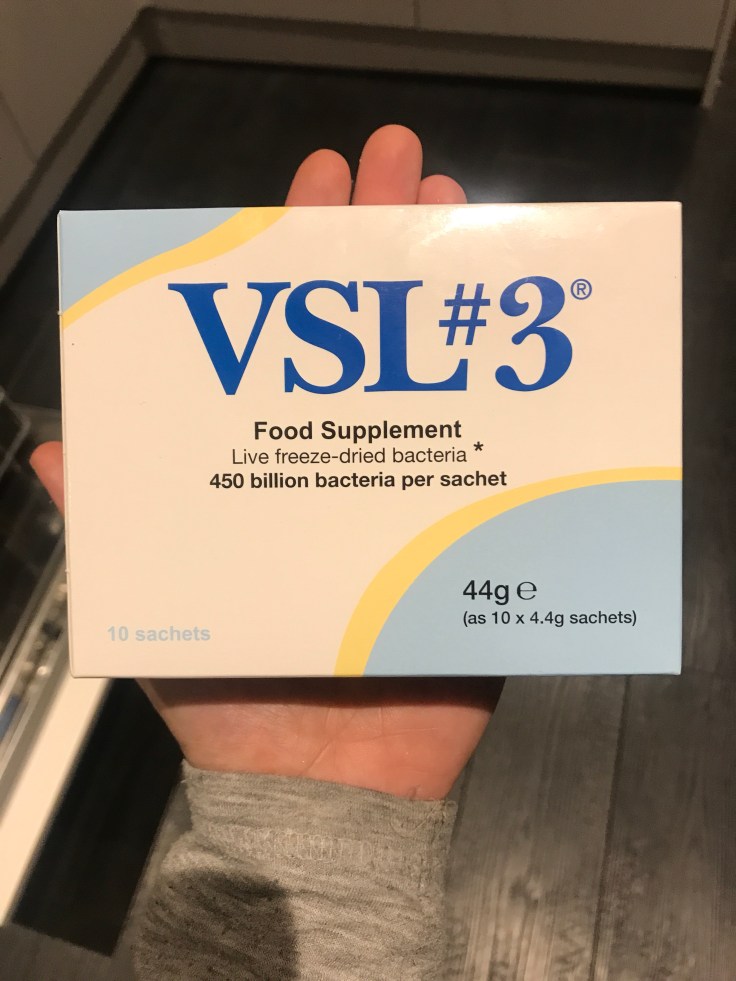 VSL#3®
Food Supplement
Live freeze-dried bacteria *
450 billion bacteria per sachet
44g ℮
(as 10 x 4.4g sachets)
10 sachets